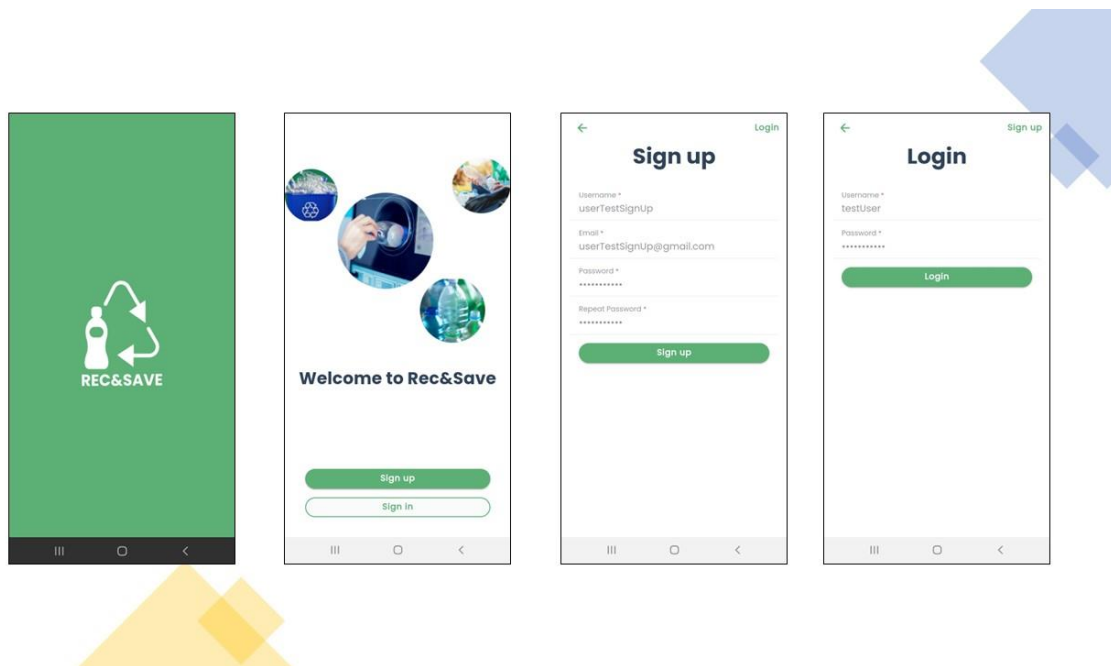 REC&SAVE
Welcome to Rec&Save
Sign up
Sign in
Login
Sign up
Username *
userTestSignUp
Email *
userTestSignUp@gmail.com
Password *
***********
Repeat Password *
***********
Sign up
Sign up
Login
Username *
testUser
Password *
***********
Login